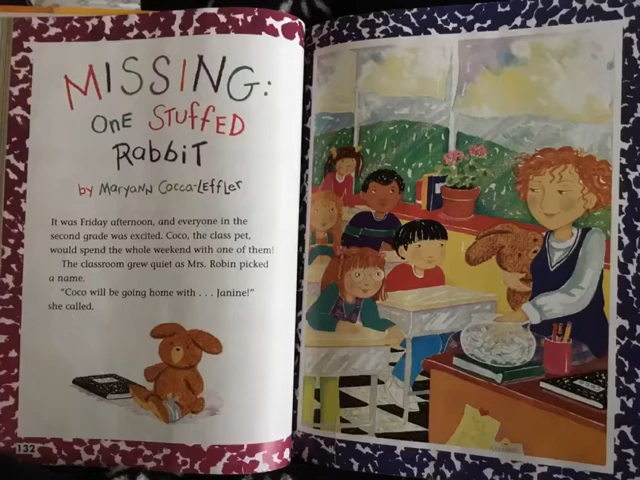 MISSING:
OnE STuFFED
RabbiT
by MaryAnn Cocca-Leffler
It was Friday afternoon, and everyone in the
second grade was excited. Coco, the class pet,
would spend the whole weekend with one of them!
The classroom grew quiet as Mrs. Robin picked
a name.
"Coco will be going home with . . . Janine!"
she called.
132